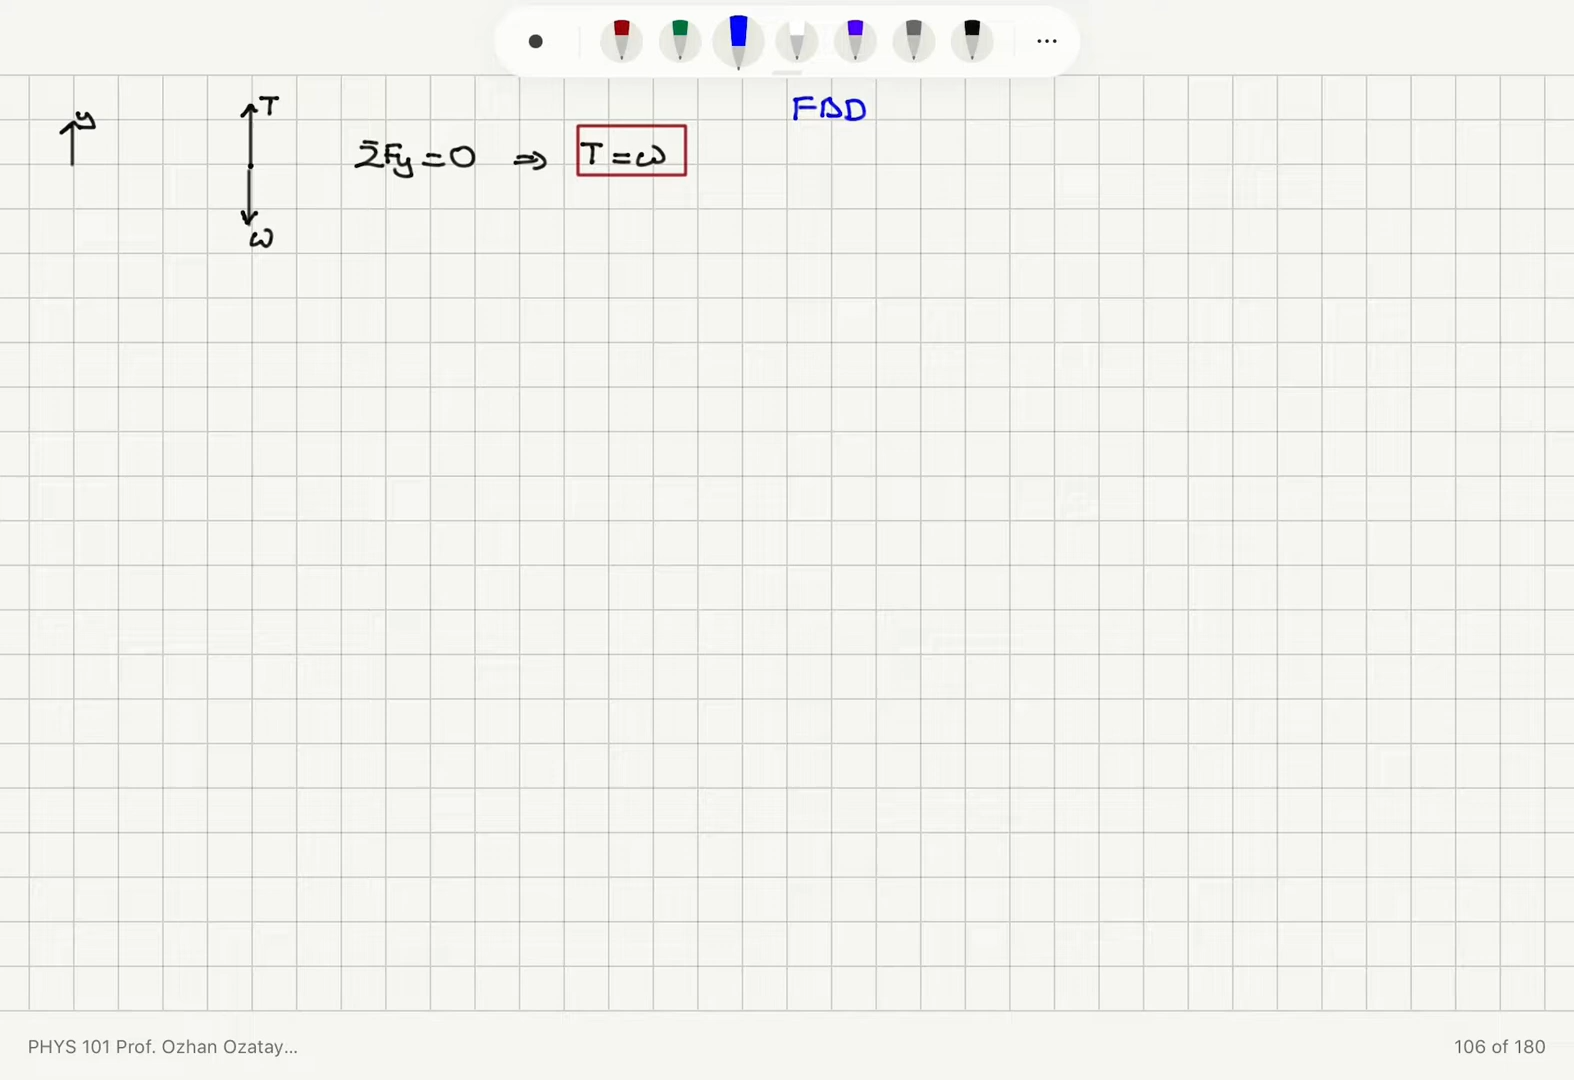 FBD
y
T
ΣFy = 0 ⇒ T = ω
ω
PHYS 101 Prof. Ozhan Ozatay...
106 of 180